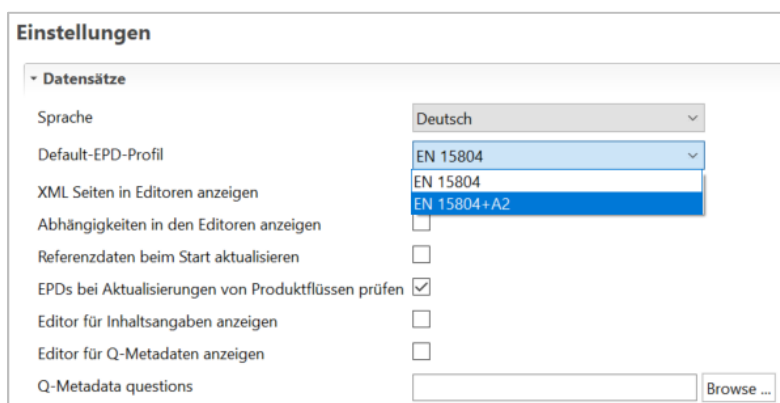 Einstellungen
Datensätze
Sprache
Deutsch
Default-EPD-Profil
EN 15804
EN 15804
XML Seiten in Editoren anzeigen
EN 15804+A2
Abhängigkeiten in den Editoren anzeigen
Referenzdaten beim Start aktualisieren
EPDs bei Aktualisierungen von Produktflüssen prüfen
Editor für Inhaltsangaben anzeigen
Editor für Q-Metadaten anzeigen
Q-Metadata questions
Browse ...